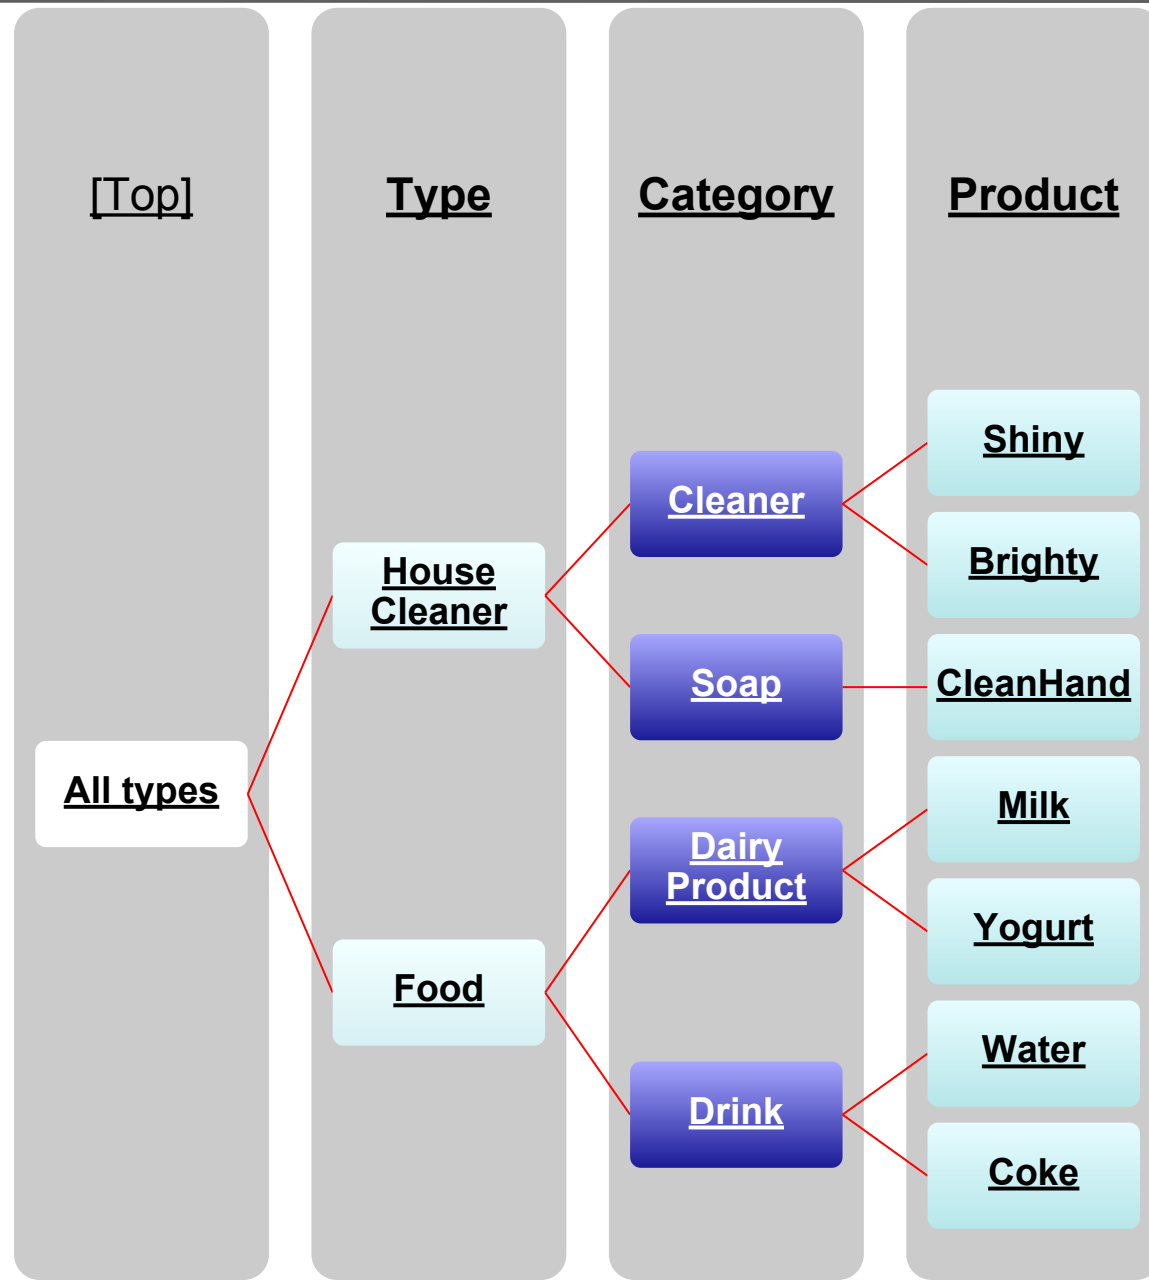 [Top]
Type
Category
Product
All types
House
Cleaner
Food
Cleaner
Soap
Dairy
Product
Drink
Shiny
Brighty
CleanHand
Milk
Yogurt
Water
Coke